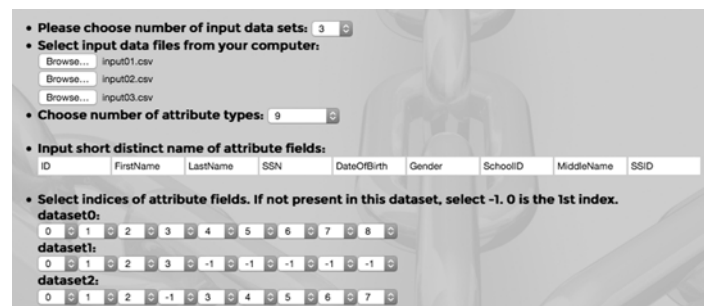 • Please choose number of input data sets: 3
• Select input data files from your computer:
Browse... input01.csv
Browse... input02.csv
Browse... input03.csv
• Choose number of attribute types: 9
• Input short distinct name of attribute fields:
ID FirstName LastName SSN DateOfBirth Gender SchoolID MiddleName SSID
• Select indices of attribute fields. If not present in this dataset, select -1. 0 is the 1st index.
dataset0:
0 1 2 3 4 5 6 7 8
dataset1:
0 1 2 3 -1 -1 -1 -1 -1
dataset2:
0 1 2 -1 3 4 5 6 7